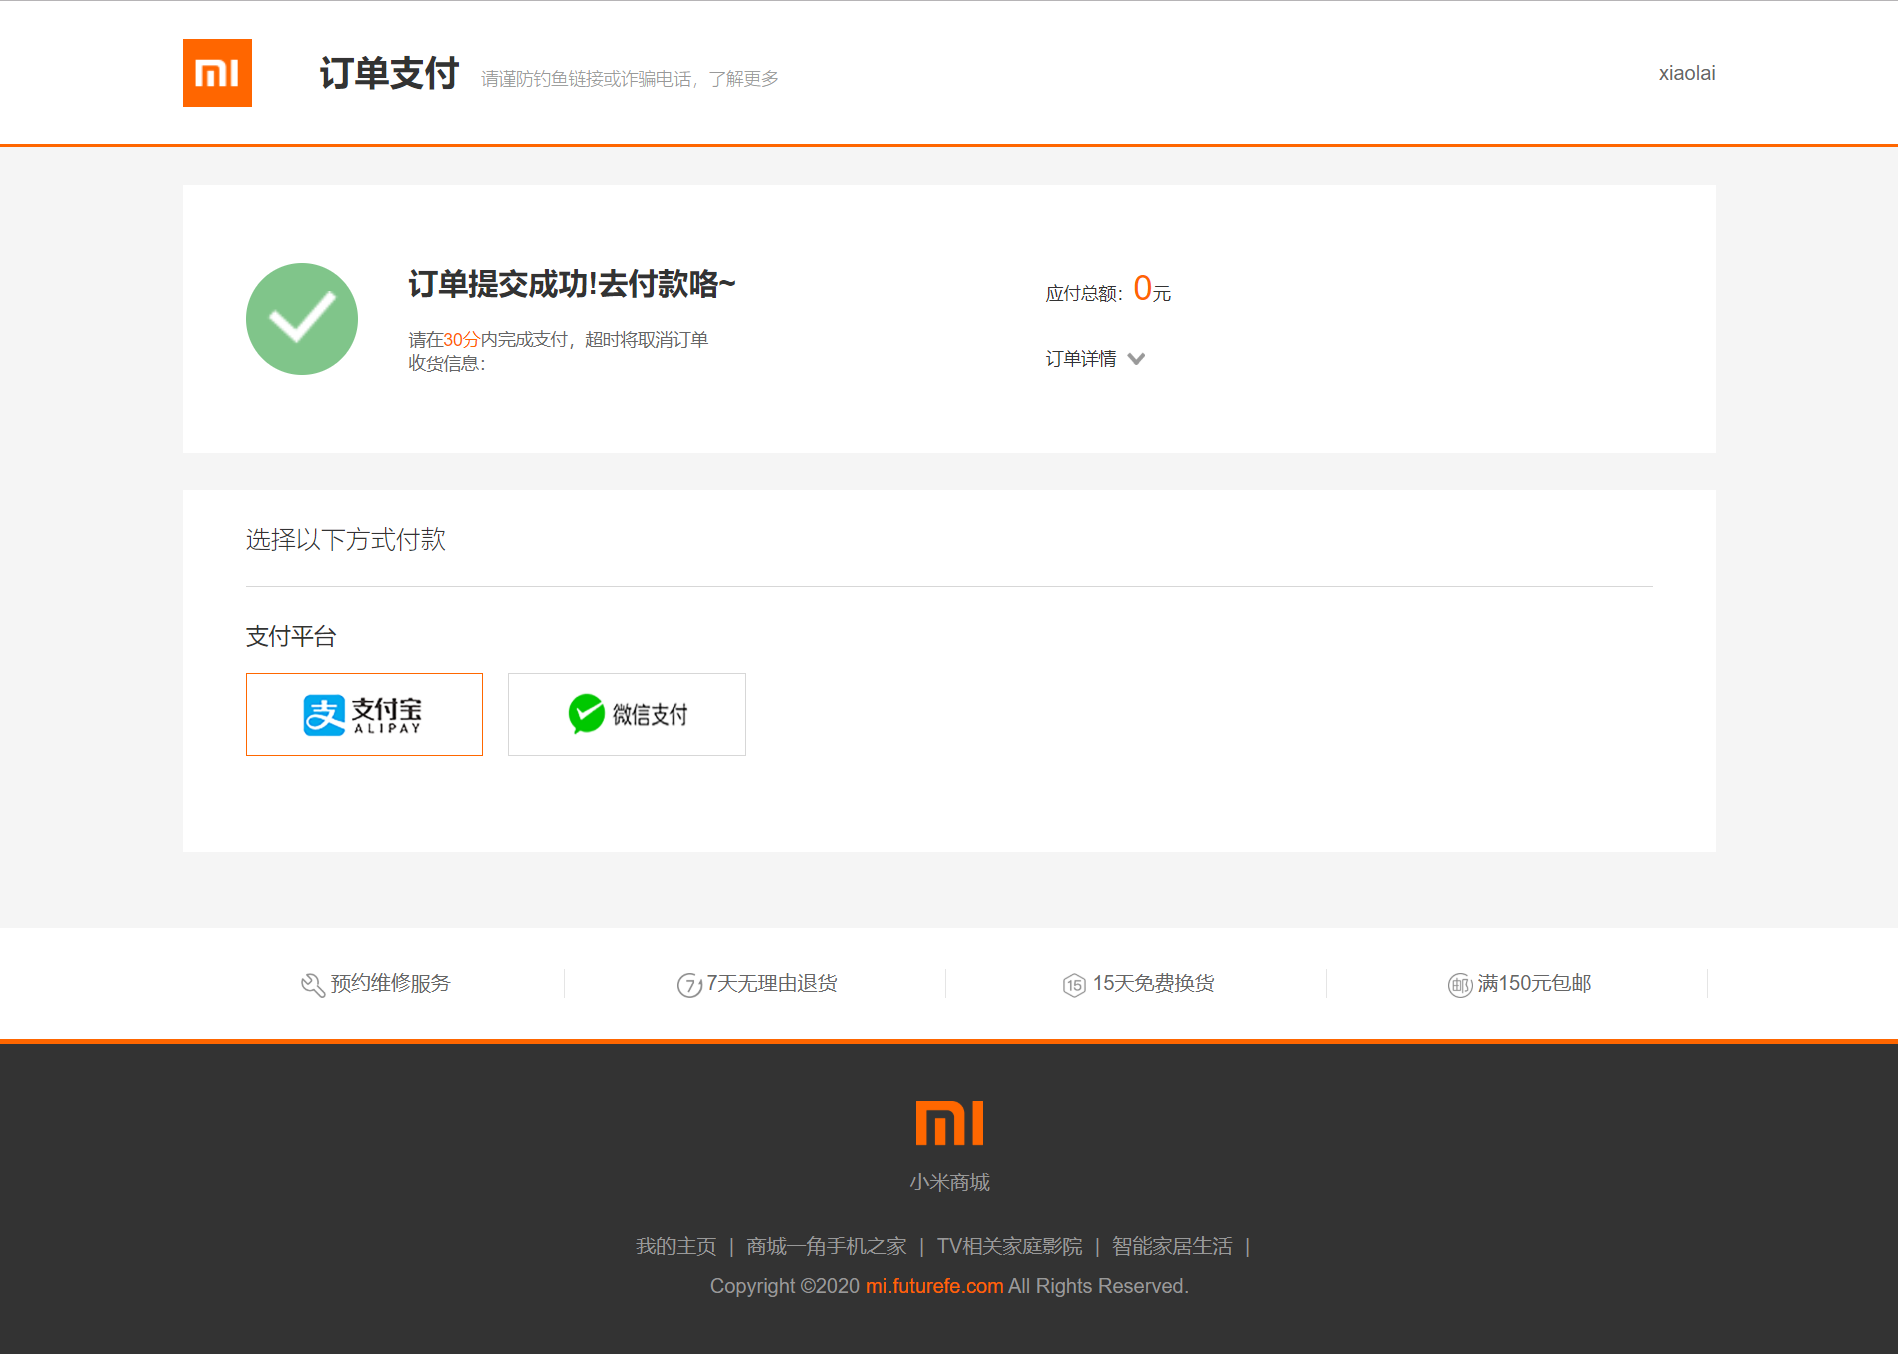 订单支付 请谨防钓鱼链接或诈骗电话，了解更多 xiaolai
订单提交成功!去付款咯~
请在30分内完成支付，超时将取消订单
收货信息：
应付总额：0元
订单详情
选择以下方式付款
支付平台
支付宝
ALIPAY
微信支付
预约维修服务
7 7天无理由退货
15 15天免费换货
邮 满150元包邮
小米商城
我的主页 | 商城一角手机之家 | TV相关家庭影院 | 智能家居生活 |
Copyright ©2020 mi.futurefe.com All Rights Reserved.